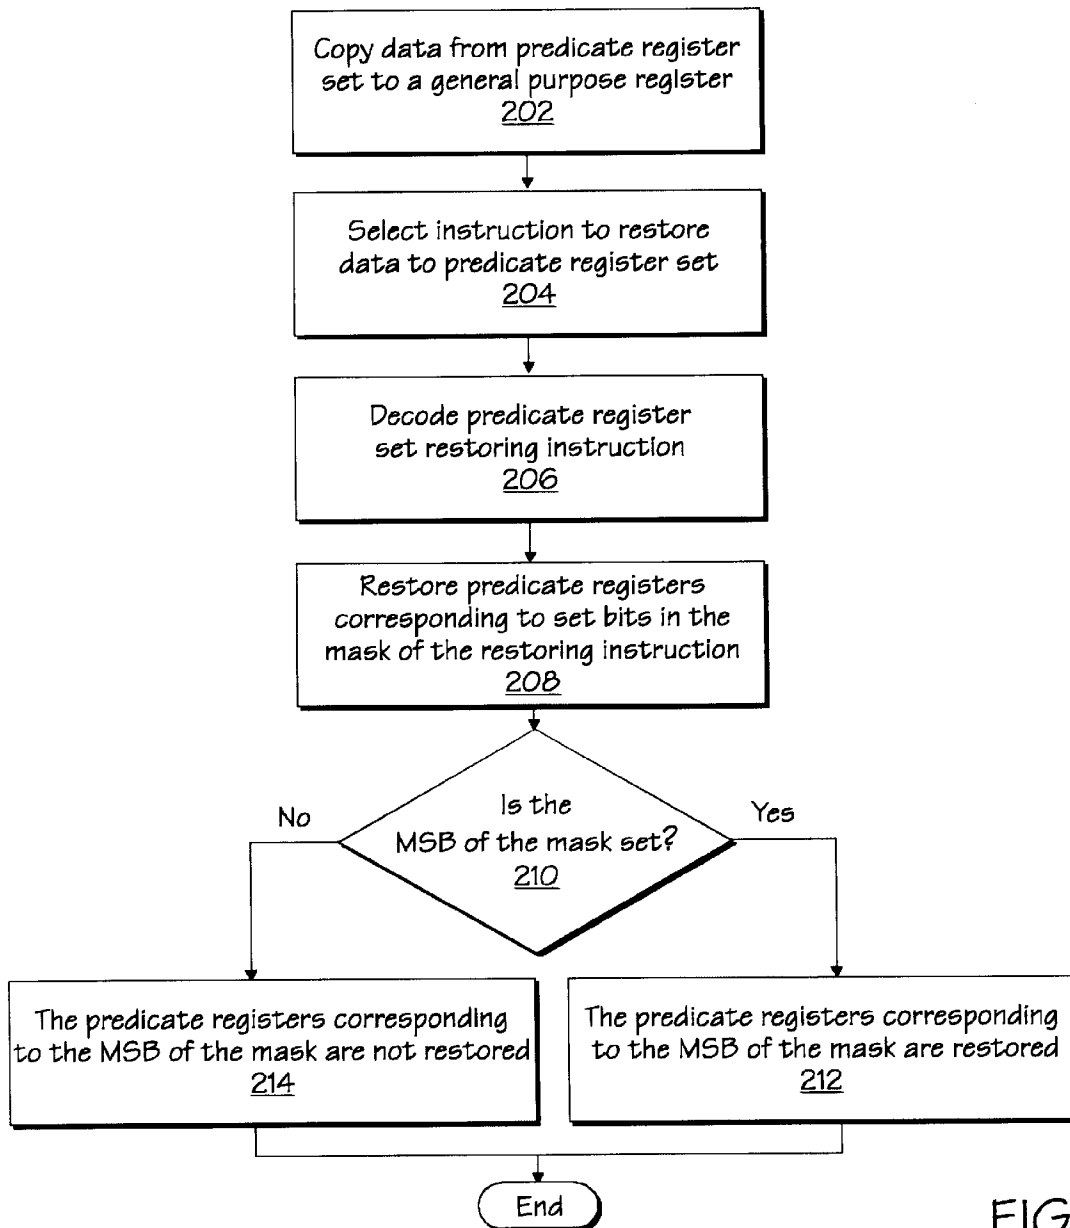 Copy data from predicate register
set to a general purpose register
202
Select instruction to restore
data to predicate register set
204
Decode predicate register
set restoring instruction
206
Restore predicate registers
corresponding to set bits in the
mask of the restoring instruction
208
Is the
MSB of the mask set?
210
No
Yes
The predicate registers corresponding
to the MSB of the mask are not restored
214
The predicate registers corresponding
to the MSB of the mask are restored
212
End
FIG